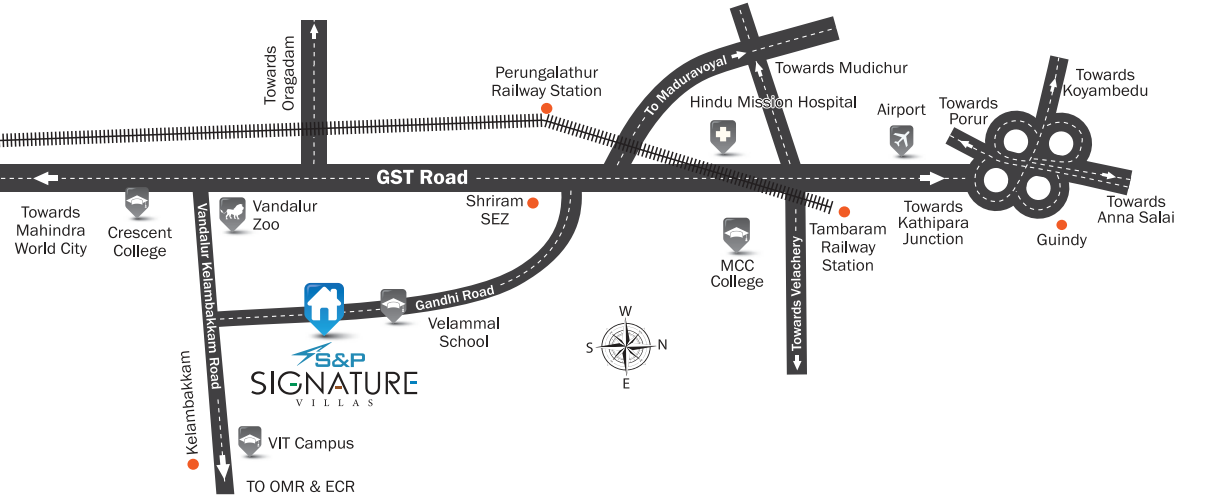 Towards
Oragadam
Perungalathur
Railway Station
To Maduravoyal
Towards Mudichur
Hindu Mission Hospital
Airport
Towards
Porur
Towards
Koyambedu
GST Road
Towards
Mahindra
World City
Crescent
College
Vandalur Kelambakkam Road
Vandalur
Zoo
Shriram
SEZ
MCC
College
Towards Velachery
Tambaram
Railway
Station
Towards
Kathipara
Junction
Guindy
Towards
Anna Salai
Gandhi Road
Velammal
School
S&P
SIGNATURE
VILLAS
W
S
N
E
Kelambakkam
VIT Campus
TO OMR & ECR